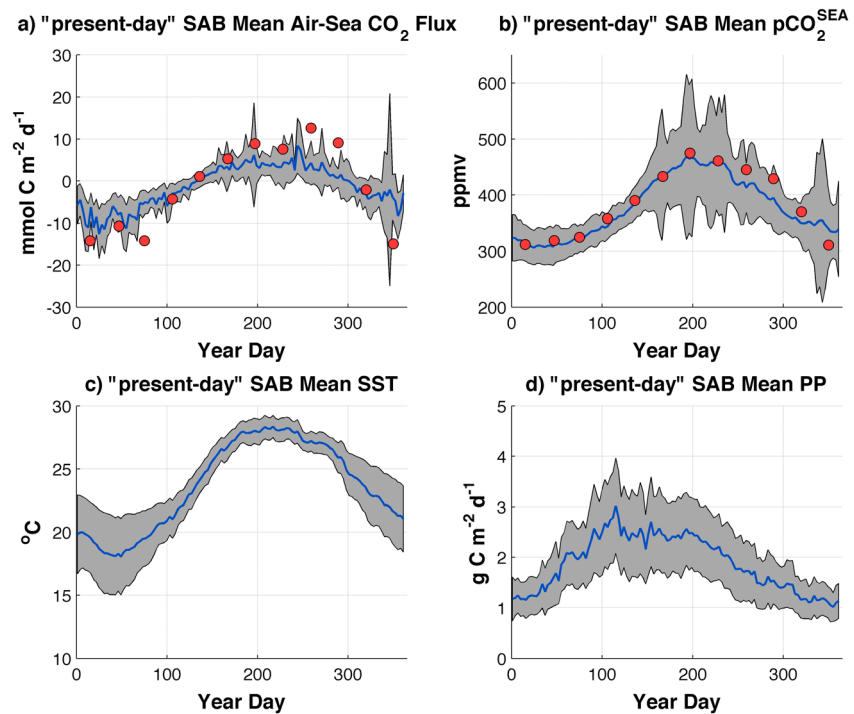 a) "present-day" SAB Mean Air-Sea CO2 Flux
30
20
10
0
-10
-20
-30
mmol C m-2 d-1
0 100 200 300
Year Day
b) "present-day" SAB Mean pCO2SEA
600
500
400
300
200
ppmv
0 100 200 300
Year Day
c) "present-day" SAB Mean SST
30
25
20
15
10
oC
0 100 200 300
Year Day
d) "present-day" SAB Mean PP
5
4
3
2
1
0
g C m-2 d-1
0 100 200 300
Year Day